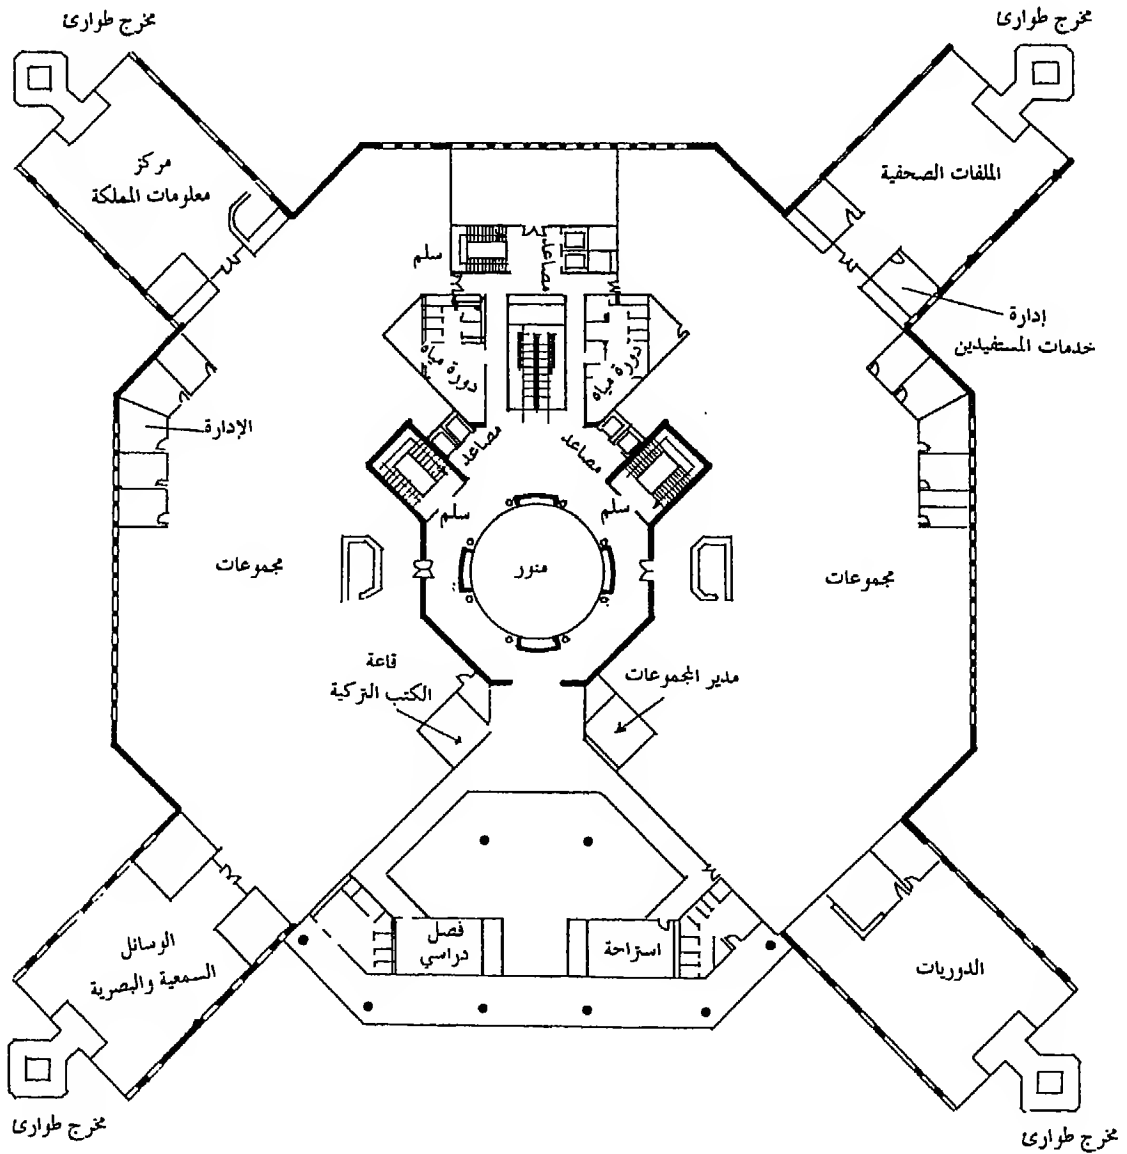 مخرج طوارئ
مخرج طوارئ
مركز
معلومات المملكة
الملفات الصحفية
سلم
مصاعد
إدارة
خدمات المستفيدين
دورة مياه
دورة مياه
الإدارة
مصاعد
مصاعد
سلم
سلم
مجموعات
منور
مجموعات
قاعة
الكتب التركية
مدير المجموعات
فصل
دراسي
استراحة
الوسائل
السمعية والبصرية
الدوريات
مخرج طوارئ
مخرج طوارئ